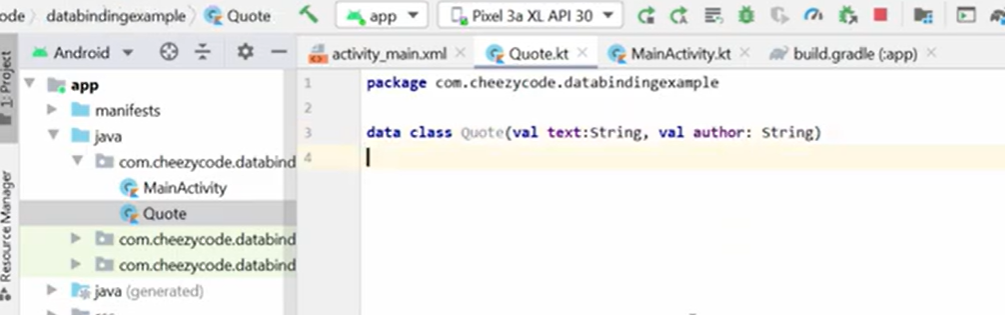 ode databindingexample Quote app Pixel 3a XL API 30
1: Project Android activity_main.xml Quote.kt MainActivity.kt build.gradle (:app)
app
manifests
java
com.cheezycode.databind
MainActivity
Quote
com.cheezycode.databind
com.cheezycode.databind
java (generated)
Resource Manager
1 package com.cheezycode.databindingexample
2
3 data class Quote(val text:String, val author: String)
4